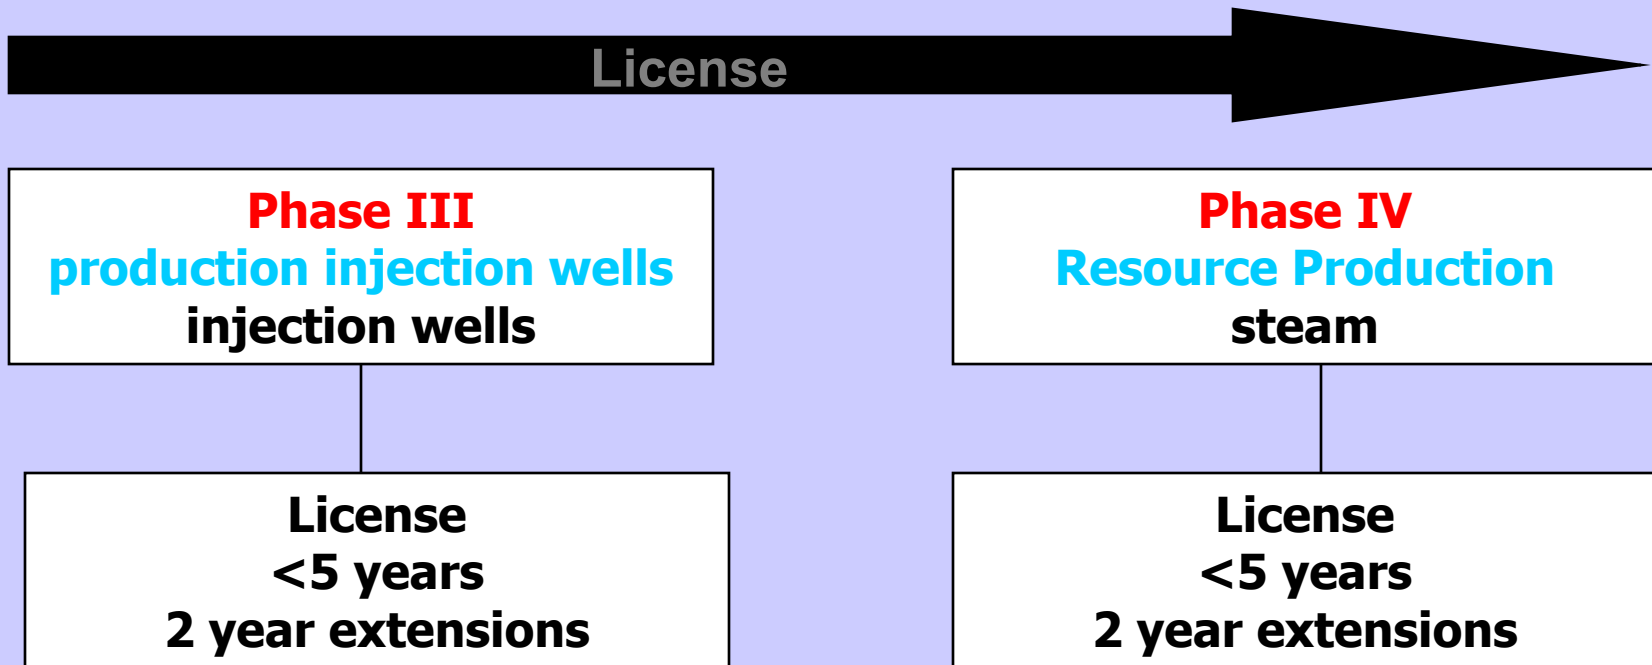 License
Phase III
production injection wells
injection wells
Phase IV
Resource Production
steam
License
<5 years
2 year extensions
License
<5 years
2 year extensions